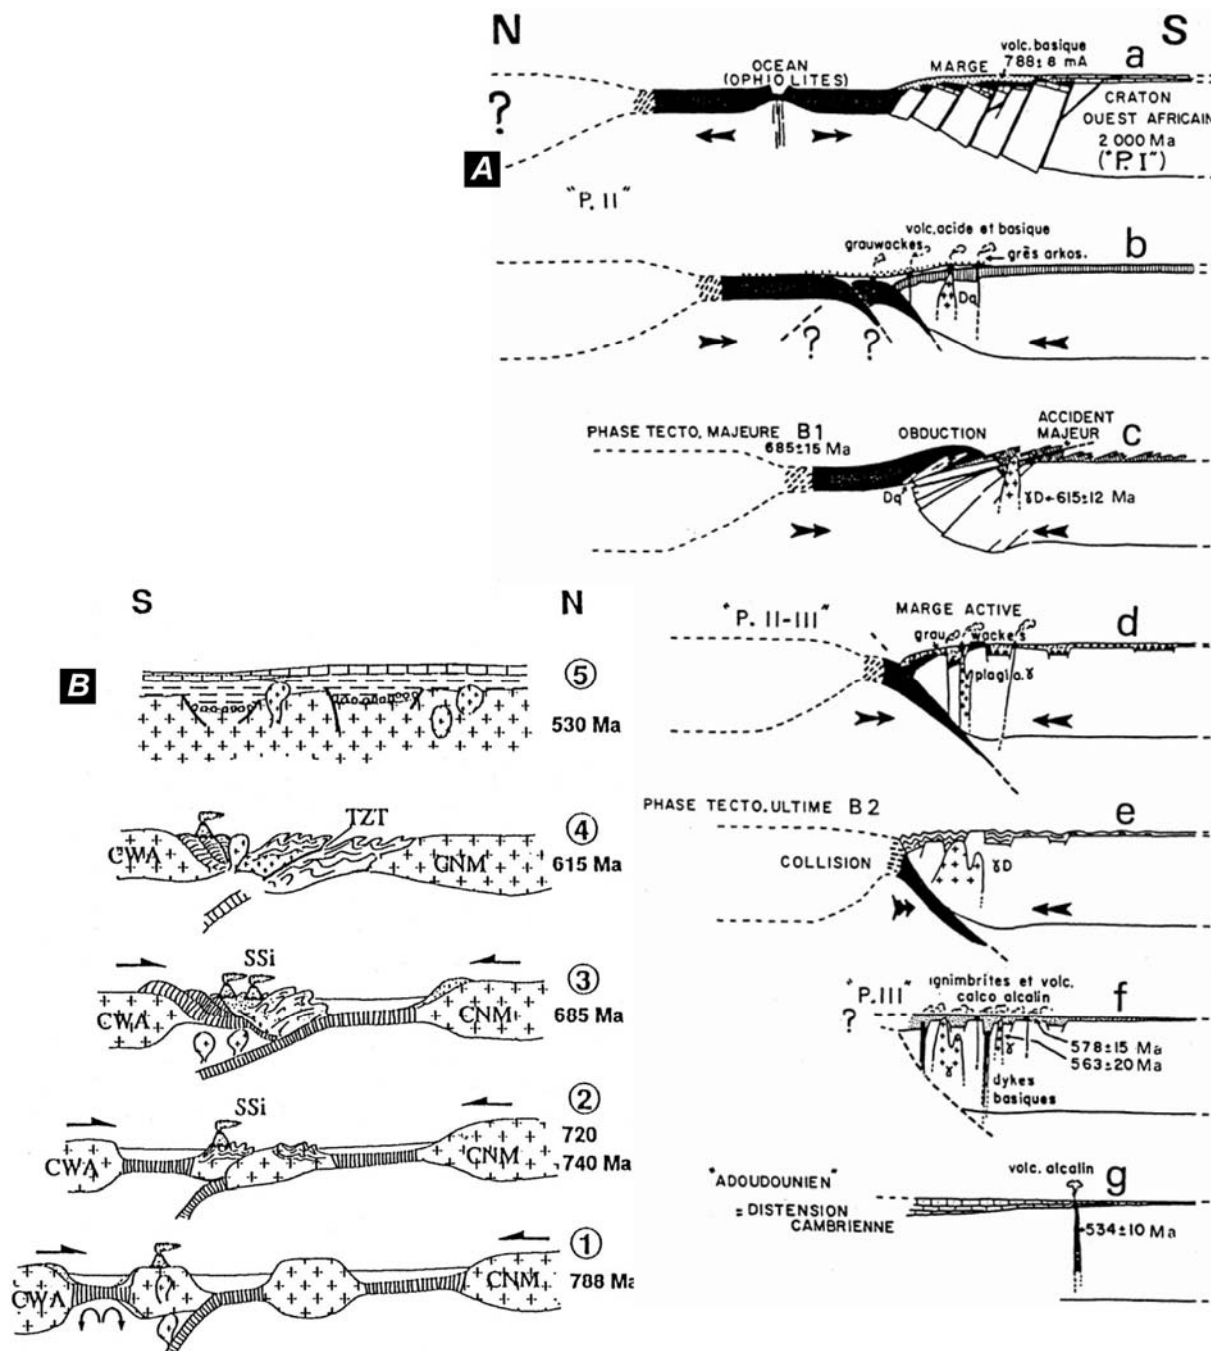 N S
OCEAN
(OPHIOLITES)
MARGE
volc. basique
788±8 mA
a
CRATON
OUEST AFRICAIN
2 000 Ma
("P. I")
?
A
"P. II"
volc. acide et basique
grauwackes
grès arkos.
b
Dq
? ?
PHASE TECTO. MAJEURE B1
685±15 Ma
OBDUCTION
ACCIDENT
MAJEUR
c
Dq
ɣD 615±12 Ma
"P. II-III"
MARGE ACTIVE
grauwackes
d
plagio. ɣ
PHASE TECTO. ULTIME B2
COLLISION
e
ɣD
"P. III"
?
ignimbrites et volc.
calco alcalin
f
578±15 Ma
563±20 Ma
ɣ
ɣ
dykes
basiques
"ADOUDOUNIEN"
= DISTENSION
CAMBRIENNE
volc. alcalin
g
534±10 Ma
S N
B
5
530 Ma
TZT
4
CWA CNM
615 Ma
SSi
3
CWA CNM
685 Ma
SSi
2
720
CWA CNM
740 Ma
1
CWA CNM
788 Ma